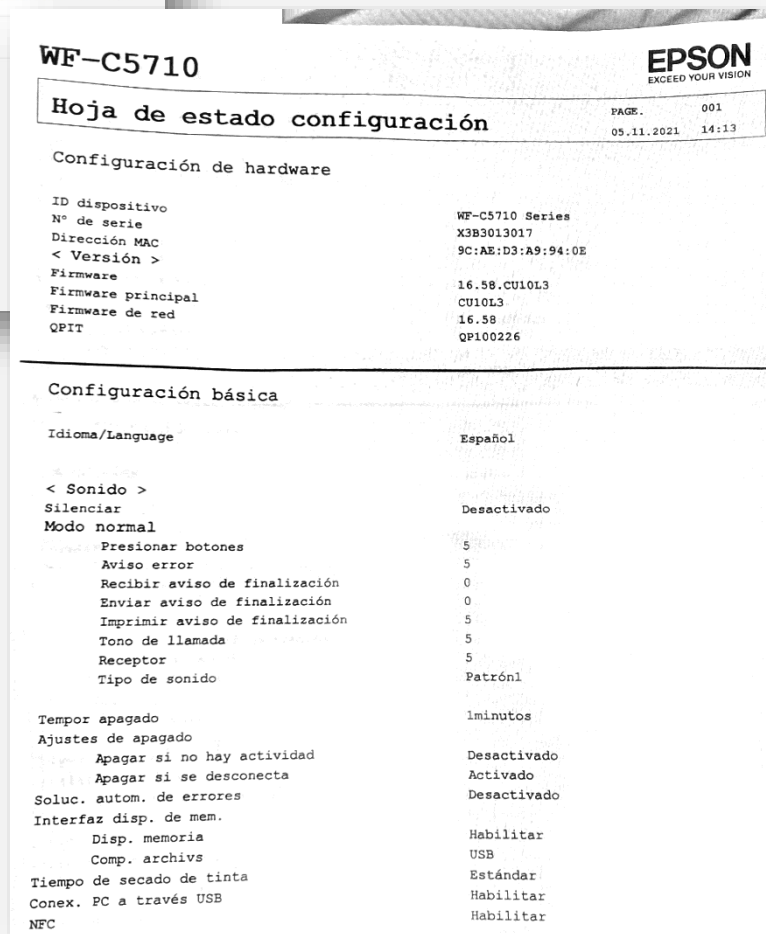 WF-C5710
EPSON
EXCEED YOUR VISION
Hoja de estado configuración
PAGE. 001
05.11.2021 14:13
Configuración de hardware
ID dispositivo WF-C5710 Series
N° de serie X3B3013017
Dirección MAC 9C:AE:D3:A9:94:0E
< Versión >
Firmware 16.58.CU10L3
Firmware principal CU10L3
Firmware de red 16.58
QPIT QP100226
Configuración básica
Idioma/Language Español
< Sonido >
Silenciar Desactivado
Modo normal
Presionar botones 5
Aviso error 5
Recibir aviso de finalización 0
Enviar aviso de finalización 0
Imprimir aviso de finalización 5
Tono de llamada 5
Receptor 5
Tipo de sonido Patrón1
Tempor apagado 1minutos
Ajustes de apagado
Apagar si no hay actividad Desactivado
Apagar si se desconecta Activado
Soluc. autom. de errores Desactivado
Interfaz disp. de mem.
Disp. memoria Habilitar
Comp. archivs USB
Tiempo de secado de tinta Estándar
Conex. PC a través USB Habilitar
NFC Habilitar